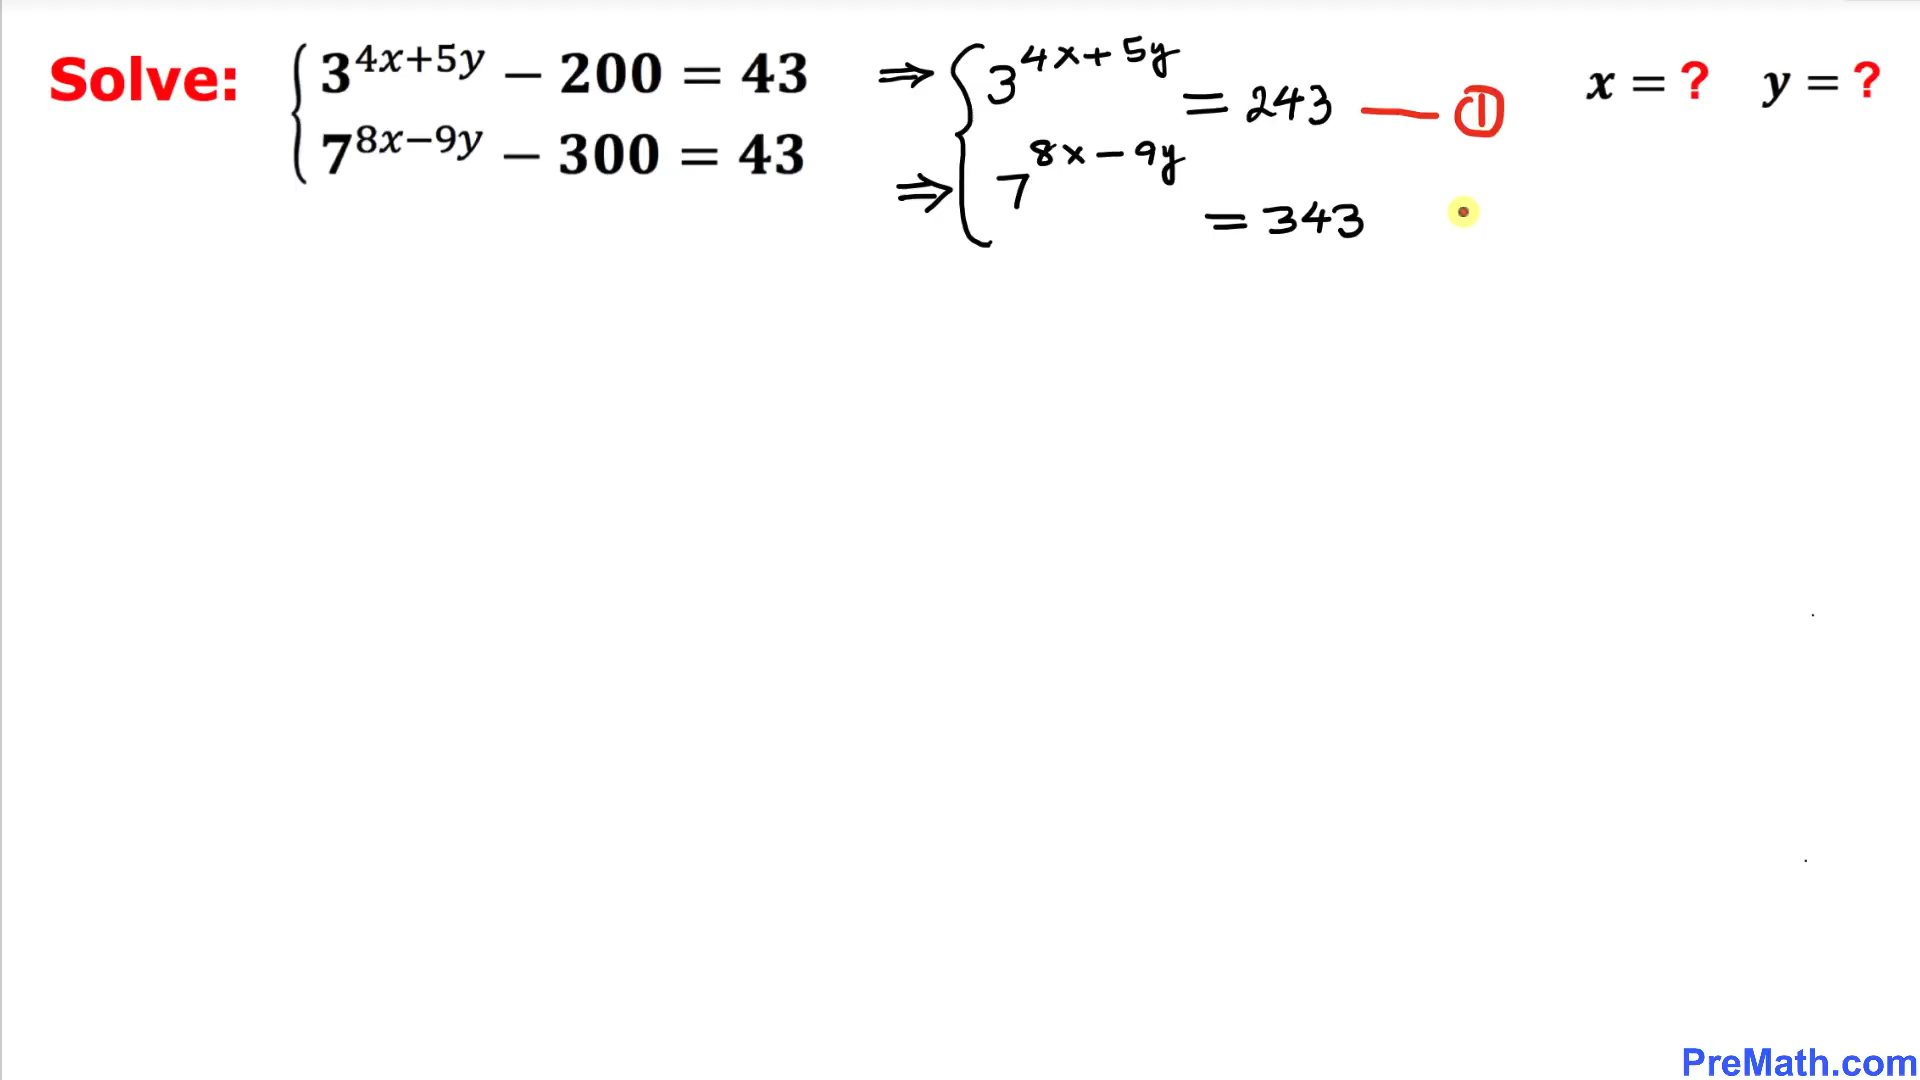 Solve: { 3^{4x+5y} − 200 = 43 ⇒ { 3^{4x+5y} = 243 — ① x = ? y = ?
7^{8x−9y} − 300 = 43 ⇒ 7^{8x−9y} = 343
PreMath.com